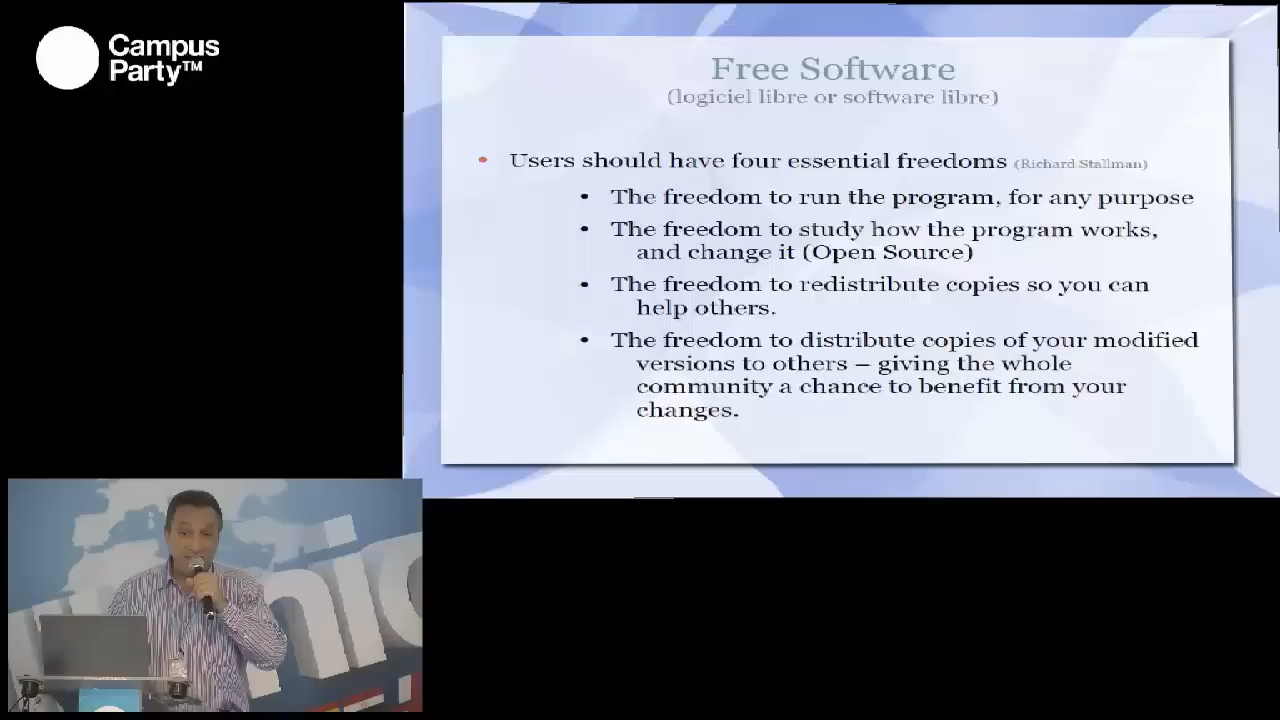 Campus
Party™
Free Software
(logiciel libre or software libre)
• Users should have four essential freedoms (Richard Stallman)
• The freedom to run the program, for any purpose
• The freedom to study how the program works,
and change it (Open Source)
• The freedom to redistribute copies so you can
help others.
• The freedom to distribute copies of your modified
versions to others – giving the whole
community a chance to benefit from your
changes.